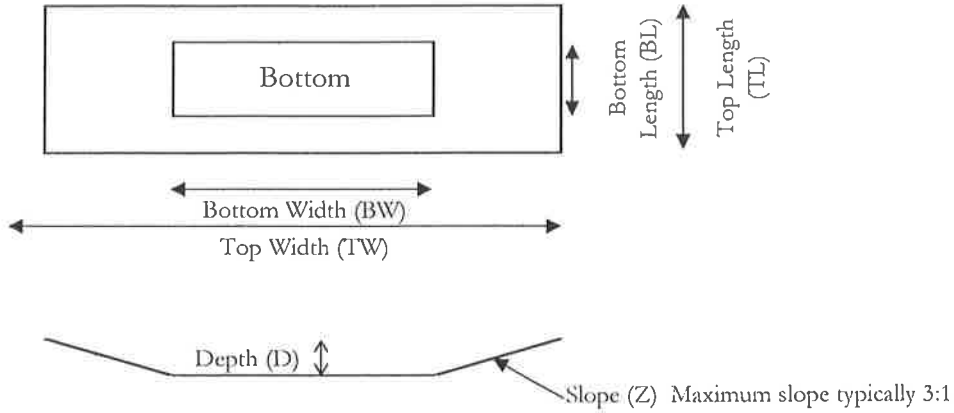 Bottom
Bottom
Length (BL)
Top Length
(TL)
Bottom Width (BW)
Top Width (TW)
Depth (D)
Slope (Z) Maximum slope typically 3:1